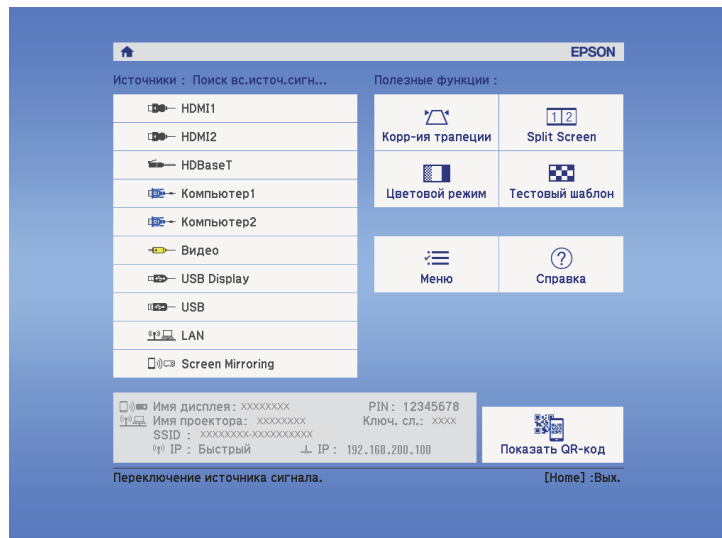 EPSON
Источники : Поиск вс.источ.сигн...
HDMI1
HDMI2
HDBaseT
Компьютер1
Компьютер2
Видео
USB Display
USB
LAN
Screen Mirroring
Полезные функции :
Корр-ия трапеции
1 2
Split Screen
Цветовой режим
Тестовый шаблон
Меню
?
Справка
Имя дисплея: XXXXXXXX PIN: 12345678
Имя проектора: XXXXXXXX Ключ. сл.: XXXX
SSID : XXXXXXXX-XXXXXXXXXX
IP : Быстрый IP : 192.168.200.100
Показать QR-код
Переключение источника сигнала. [Home] :Вых.